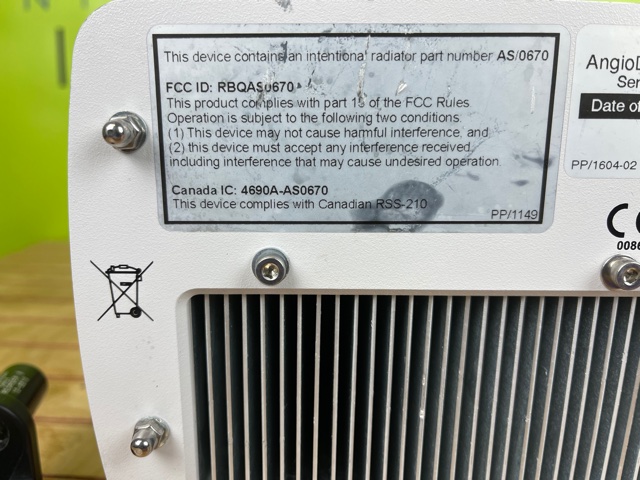 This device contains an intentional radiator part number AS/0670
FCC ID: RBQAS0670
This product complies with part 15 of the FCC Rules
Operation is subject to the following two conditions:
(1) This device may not cause harmful interference, and
(2) this device must accept any interference received,
including interference that may cause undesired operation.
Canada IC: 4690A-AS0670
This device complies with Canadian RSS-210
PP/1149
AngioD
Ser
Date of
PP/1604-02
CE
0086